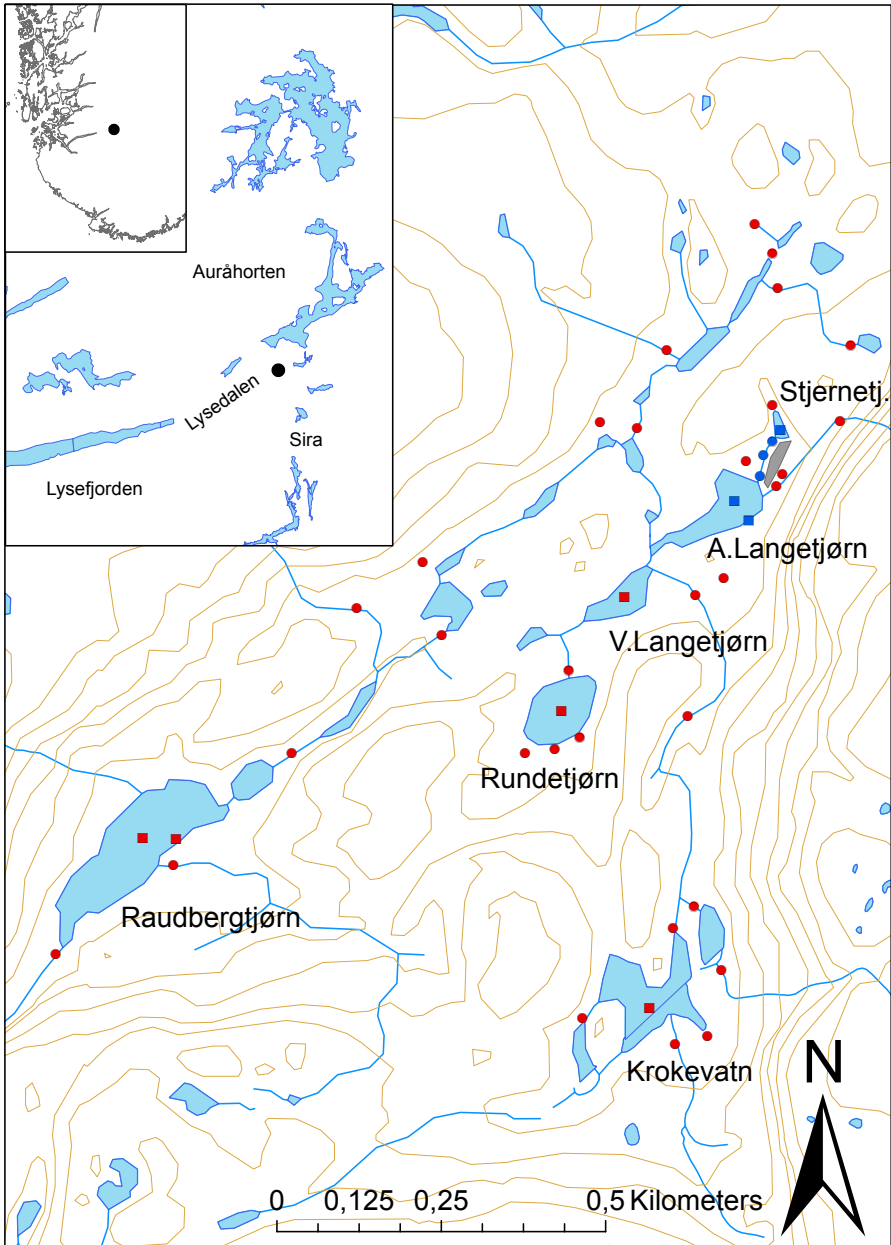 Auråhorten
Lysedalen
Sira
Lysefjorden
Stjernetj.
A.Langetjørn
V.Langetjørn
Rundetjørn
Raudbergtjørn
Krokevatn
N
0 0,125 0,25 0,5 Kilometers